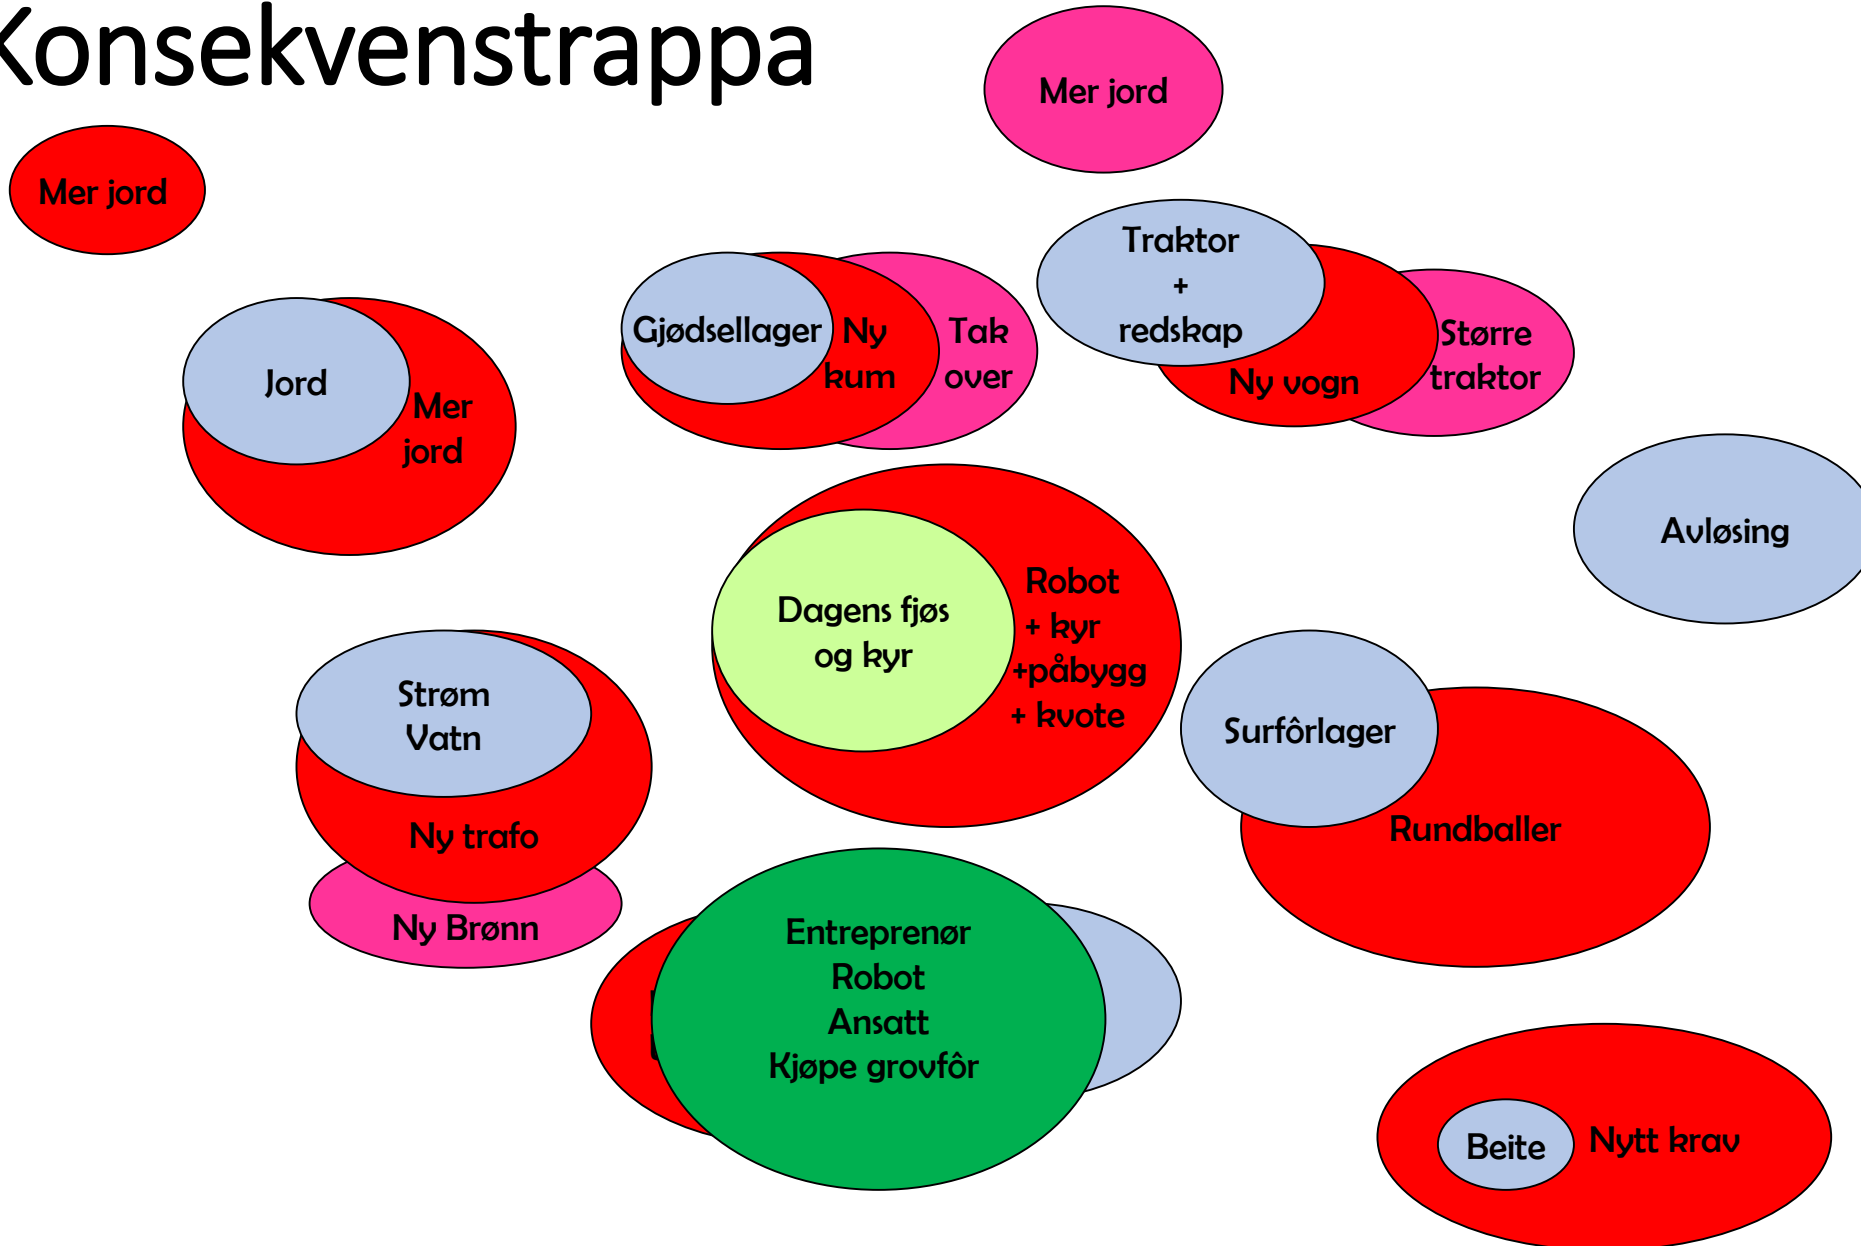 Konsekvenstrappa
Mer jord
Mer jord
Traktor
+
redskap
Ny vogn
Større
traktor
Gjødsellager
Ny
kum
Tak
over
Jord
Mer
jord
Avløsing
Dagens fjøs
og kyr
Robot
+ kyr
+påbygg
+ kvote
Strøm
Vatn
Ny trafo
Ny Brønn
Surfôrlager
Rundballer
Entreprenør
Robot
Ansatt
Kjøpe grovfôr
Beite
Nytt krav